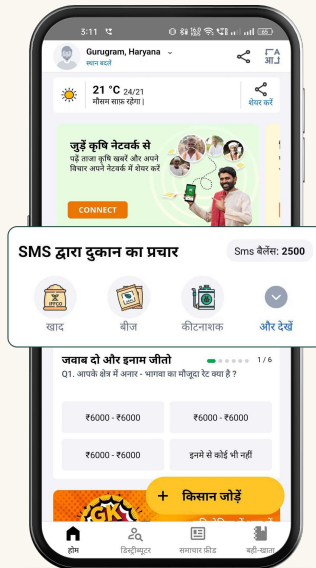 3:11
Gurugram, Haryana
स्थान बदलें
21 °C 24/21
मौसम साफ़ रहेगा |
शेयर करें
जुड़ें कृषि नेटवर्क से
पढ़ें ताजा कृषि खबरें और अपने
विचार अपने नेटवर्क में शेयर करें
CONNECT
SMS द्वारा दुकान का प्रचार
Sms बैलेंस: 2500
IFFCO
खाद
बीज
कीटनाशक
और देखें
जवाब दो और इनाम जीतो
1/6
Q1. आपके क्षेत्र में अनार - भागवा का मौजूदा रेट क्या है ?
₹6000 - ₹6000
₹6000 - ₹6000
₹6000 - ₹6000
इनमे से कोई भी नहीं
GK
+ किसान जोड़ें
होम
डिस्ट्रीब्यूटर
समाचार फ़ीड
बही-खाता